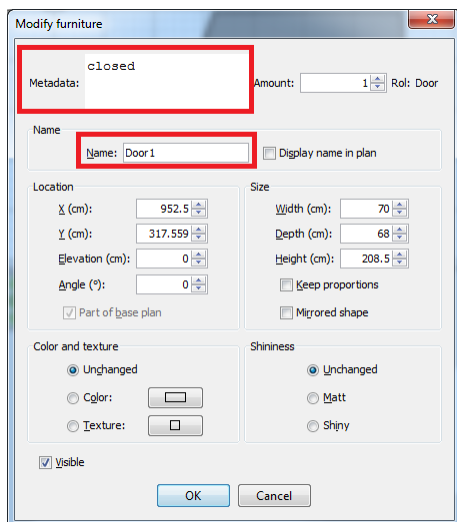 Modify furniture
Metadata: closed Amount: 1 Rol: Door
Name
Name: Door1 Display name in plan
Location Size
X (cm): 952.5 Width (cm): 70
Y (cm): 317.559 Depth (cm): 68
Elevation (cm): 0 Height (cm): 208.5
Angle (º): 0 Keep proportions
Part of base plan Mirrored shape
Color and texture Shininess
Unchanged Unchanged
Color: Matt
Texture: Shiny
Visible
OK Cancel